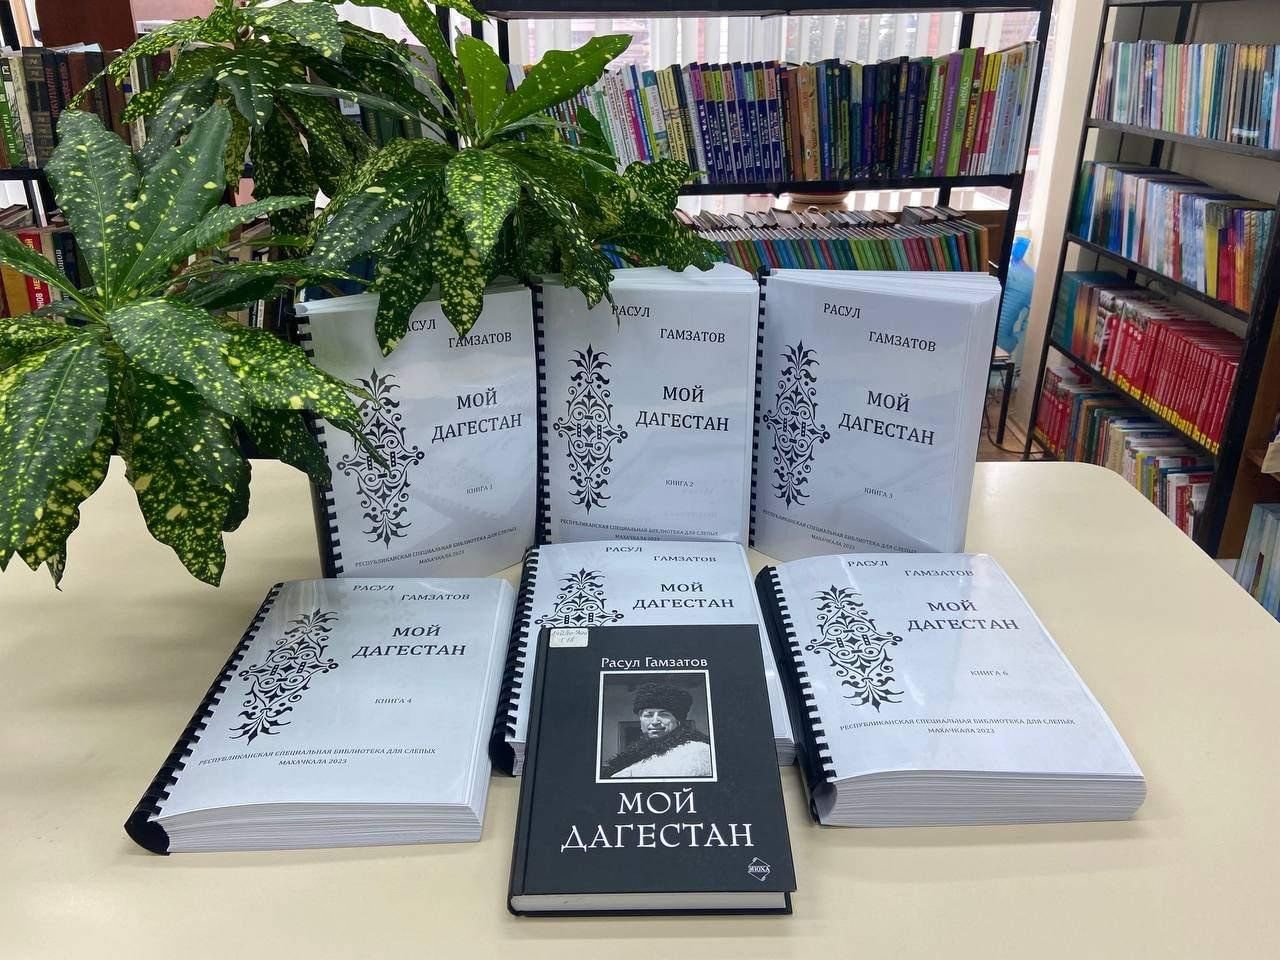 РАСУЛ
ГАМЗАТОВ
МОЙ
ДАГЕСТАН
КНИГА 1
РЕСПУБЛИКАНСКАЯ СПЕЦИАЛЬНАЯ БИБЛИОТЕКА ДЛЯ СЛЕПЫХ
МАХАЧКАЛА 2023
РАСУЛ
ГАМЗАТОВ
МОЙ
ДАГЕСТАН
КНИГА 2
РЕСПУБЛИКАНСКАЯ СПЕЦИАЛЬНАЯ БИБЛИОТЕКА ДЛЯ СЛЕПЫХ
МАХАЧКАЛА 2023
РАСУЛ
ГАМЗАТОВ
МОЙ
ДАГЕСТАН
КНИГА 3
РЕСПУБЛИКАНСКАЯ СПЕЦИАЛЬНАЯ БИБЛИОТЕКА ДЛЯ СЛЕПЫХ
МАХАЧКАЛА 2023
РАСУЛ
ГАМЗАТОВ
МОЙ
ДАГЕСТАН
КНИГА 4
РЕСПУБЛИКАНСКАЯ СПЕЦИАЛЬНАЯ БИБЛИОТЕКА ДЛЯ СЛЕПЫХ
МАХАЧКАЛА 2023
РАСУЛ
ГАМЗАТОВ
МОЙ
ДАГЕСТАН
РАСУЛ
ГАМЗАТОВ
МОЙ
ДАГЕСТАН
КНИГА 6
РЕСПУБЛИКАНСКАЯ СПЕЦИАЛЬНАЯ БИБЛИОТЕКА ДЛЯ СЛЕПЫХ
МАХАЧКАЛА 2023
Расул Гамзатов
МОЙ
ДАГЕСТАН
ЭПОХА